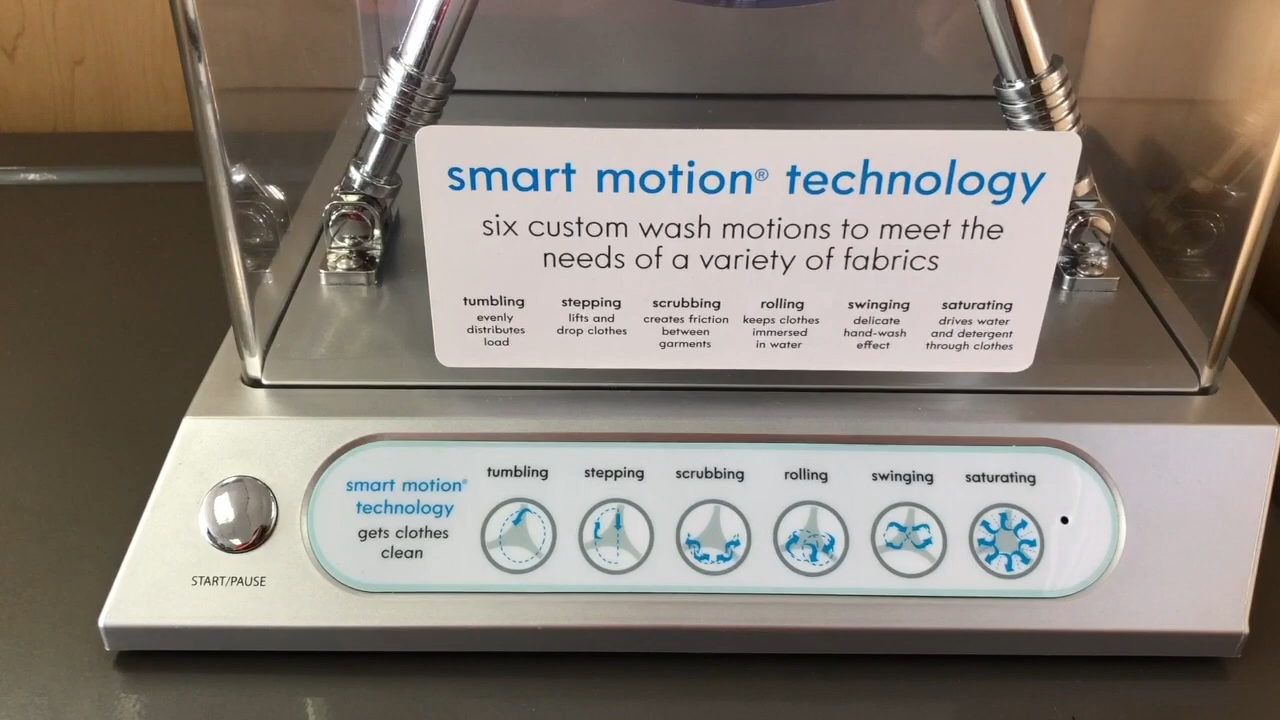 smart motion® technology
six custom wash motions to meet the
needs of a variety of fabrics
tumbling
evenly
distributes
load
stepping
lifts and
drop clothes
scrubbing
creates friction
between
garments
rolling
keeps clothes
immersed
in water
swinging
delicate
hand-wash
effect
saturating
drives water
and detergent
through clothes
smart motion®
technology
gets clothes
clean
tumbling
stepping
scrubbing
rolling
swinging
saturating
START/PAUSE